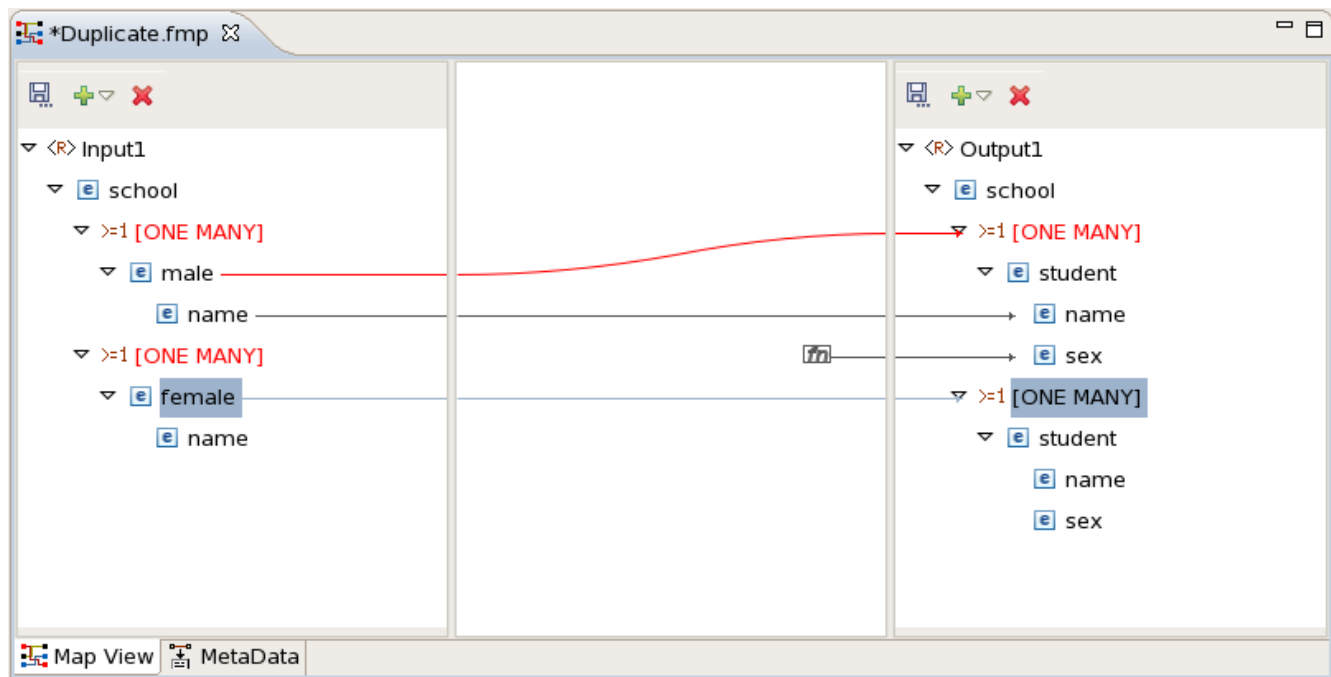 *Duplicate.fmp
<R> Input1
e school
>=1 [ONE MANY]
e male
e name
>=1 [ONE MANY]
e female
e name
fn
<R> Output1
e school
>=1 [ONE MANY]
e student
e name
e sex
>=1 [ONE MANY]
e student
e name
e sex
Map View MetaData